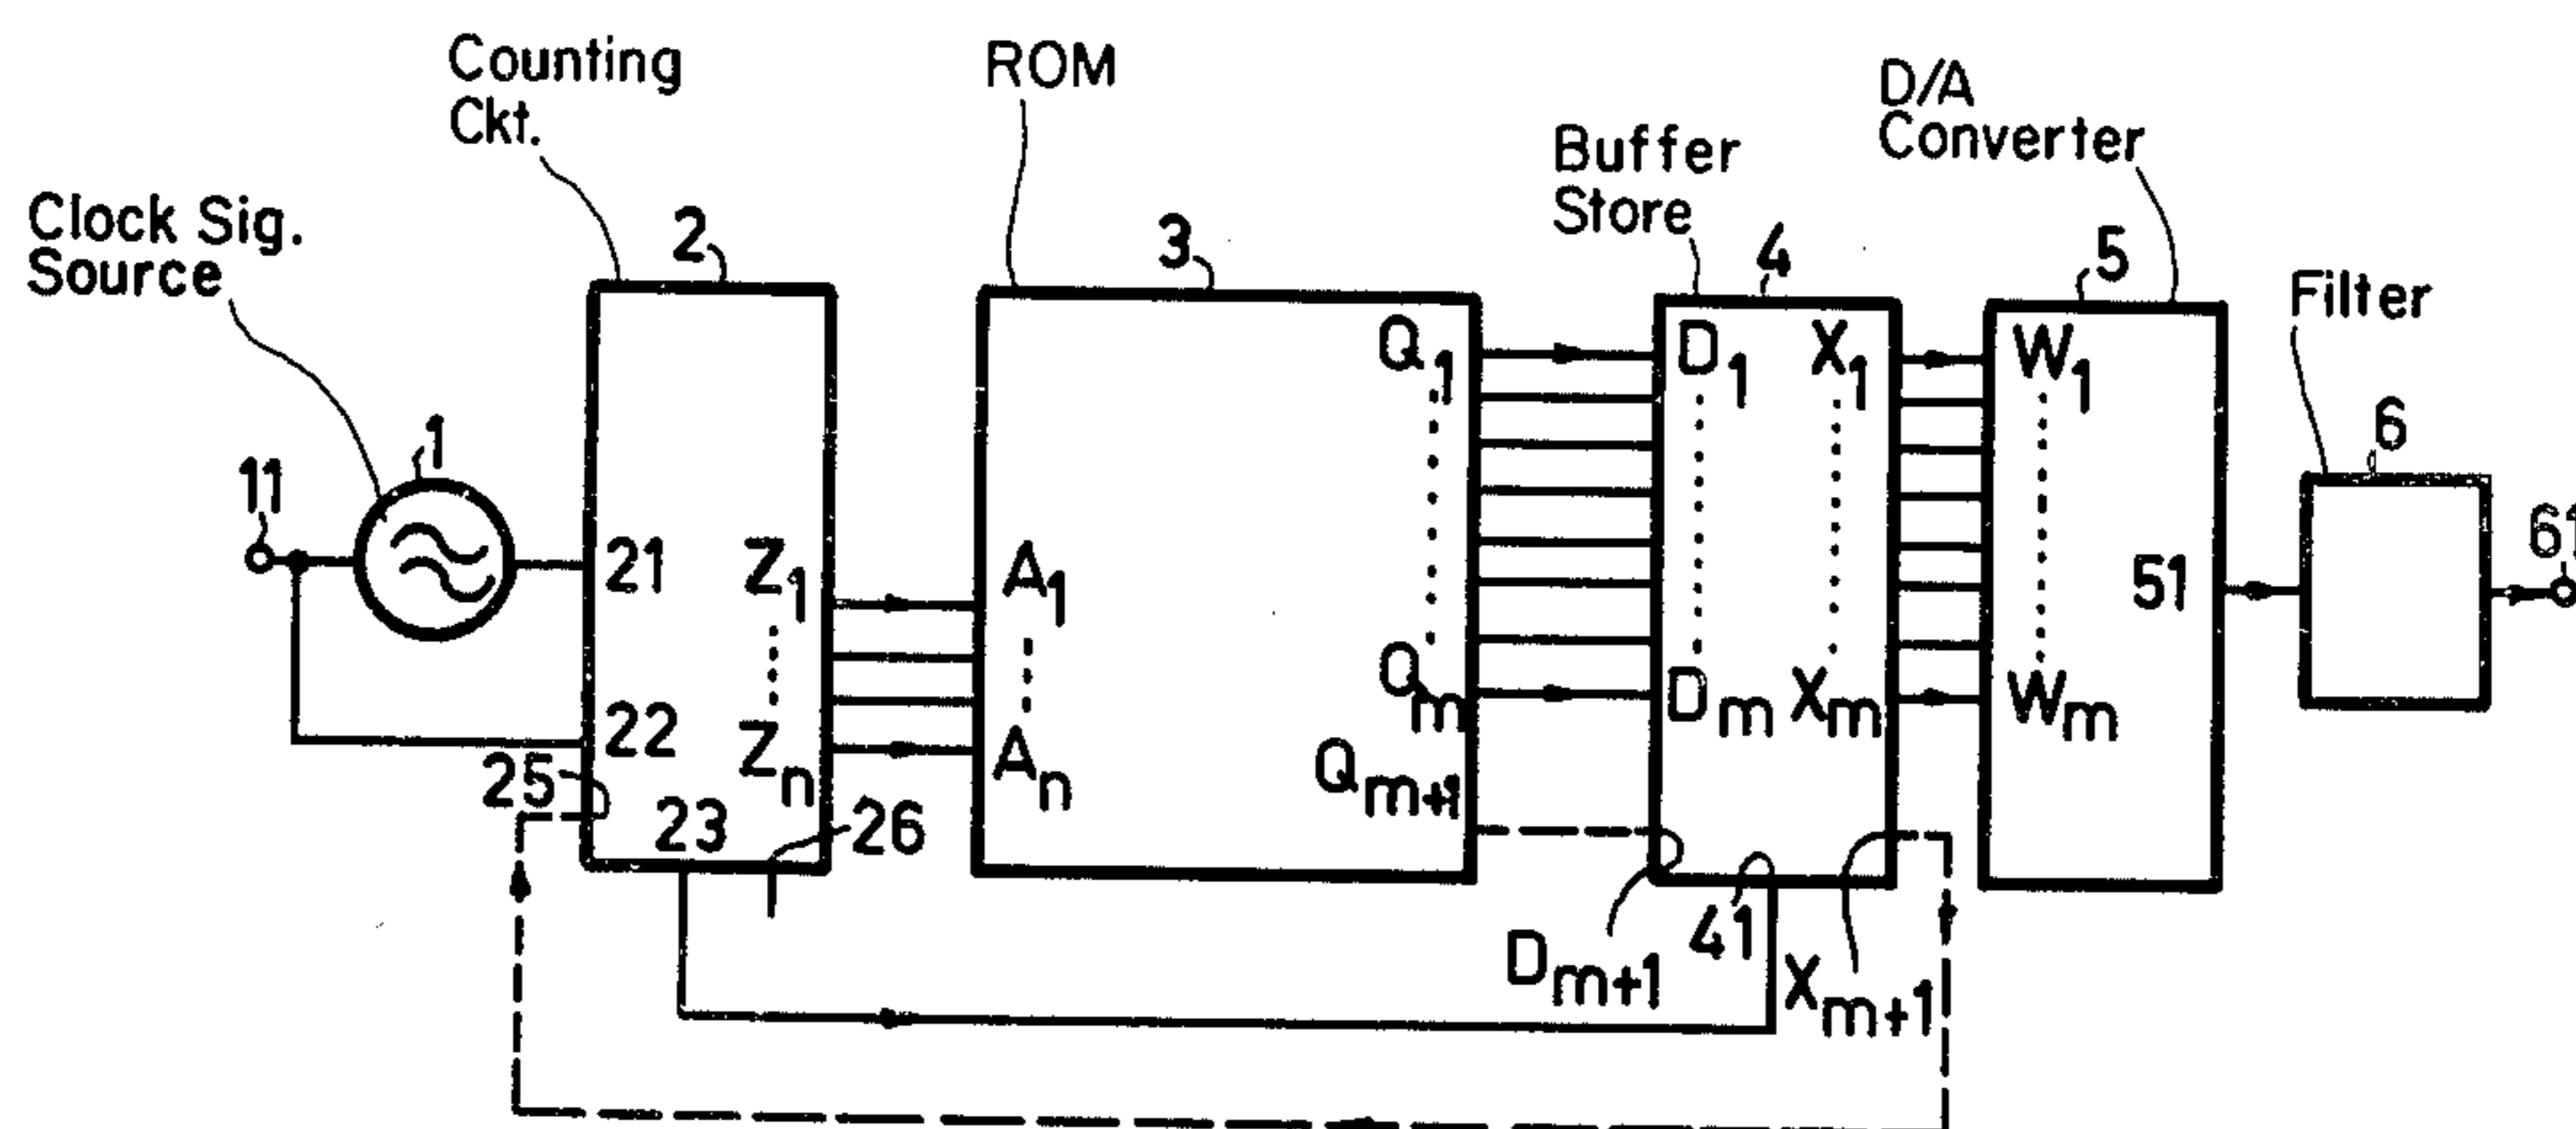 Counting
Ckt.
ROM
D/A
Converter
Buffer
Store
Clock Sig.
Source
2
3
4
5
Filter
1
6
11
Q1
D1
X1
W1
21
Z1
A1
51
61
22
Zn
An
Qm
Dm
Xm
Wm
25
23
26
Qm+1
Dm+1
41
Xm+1